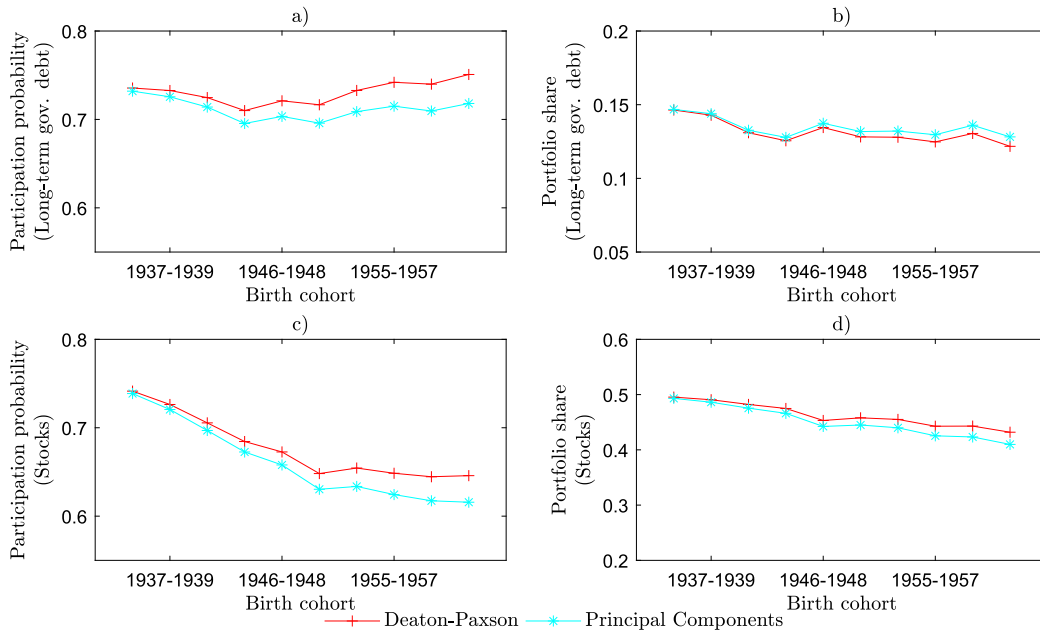 a)
Participation probability
(Long-term gov. debt)
0.8
0.7
0.6
1937-1939
1946-1948
1955-1957
Birth cohort
b)
Portfolio share
(Long-term gov. debt)
0.2
0.15
0.1
0.05
1937-1939
1946-1948
1955-1957
Birth cohort
c)
Participation probability
(Stocks)
0.8
0.7
0.6
1937-1939
1946-1948
1955-1957
Birth cohort
d)
Portfolio share
(Stocks)
0.6
0.5
0.4
0.2
1937-1939
1946-1948
1955-1957
Birth cohort
Deaton-Paxson
Principal Components